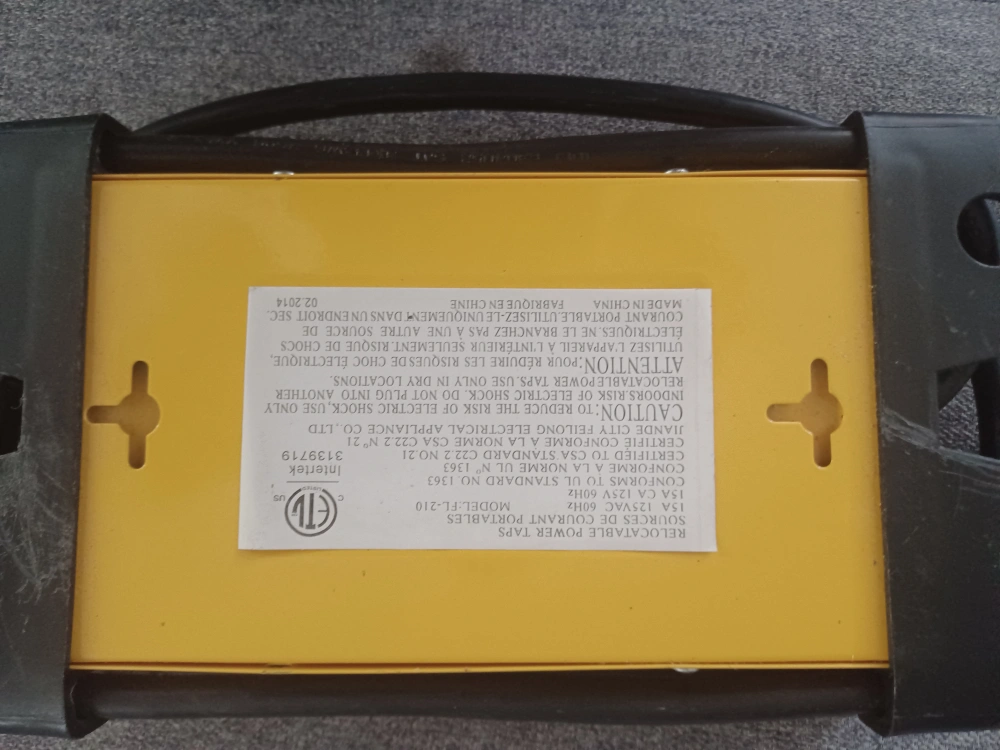 RELOCATABLE POWER TAPS
SOURCES DE COURANT PORTABLES
15A 125VAC 60Hz MODEL:FL-210
15A CA 125V 60Hz
CONFORMS TO UL STANDARD NO.1363
CONFORME A LA NORME UL N° 1363
CERTIFIED TO CSA STANDARD C22.2 NO.21
CERTIFIÉ CONFORME A LA NORME CSA C22.2 N° 21
JIANDE CITY FEILONG ELECTRICAL APPLIANCE CO.,LTD
ETL
LISTED
C US
Intertek
3139719
CAUTION: TO REDUCE THE RISK OF ELECTRIC SHOCK, USE ONLY
INDOORS.RISK OF ELECTRIC SHOCK. DO NOT PLUG INTO ANOTHER
RELOCATABLE POWER TAPS. USE ONLY IN DRY LOCATIONS.
ATTENTION: POUR RÉDUIRE LES RISQUES DE CHOC ÉLECTRIQUE,
UTILISEZ L'APPAREIL À L'INTÉRIEUR SEULEMENT. RISQUE DE CHOCS
ÉLECTRIQUES. NE LE BRANCHEZ PAS À UNE AUTRE SOURCE DE
COURANT PORTABLE.UTILISEZ-LE UNIQUEMENT DANS UN ENDROIT SEC.
MADE IN CHINA FABRIQUE EN CHINE 02.2014